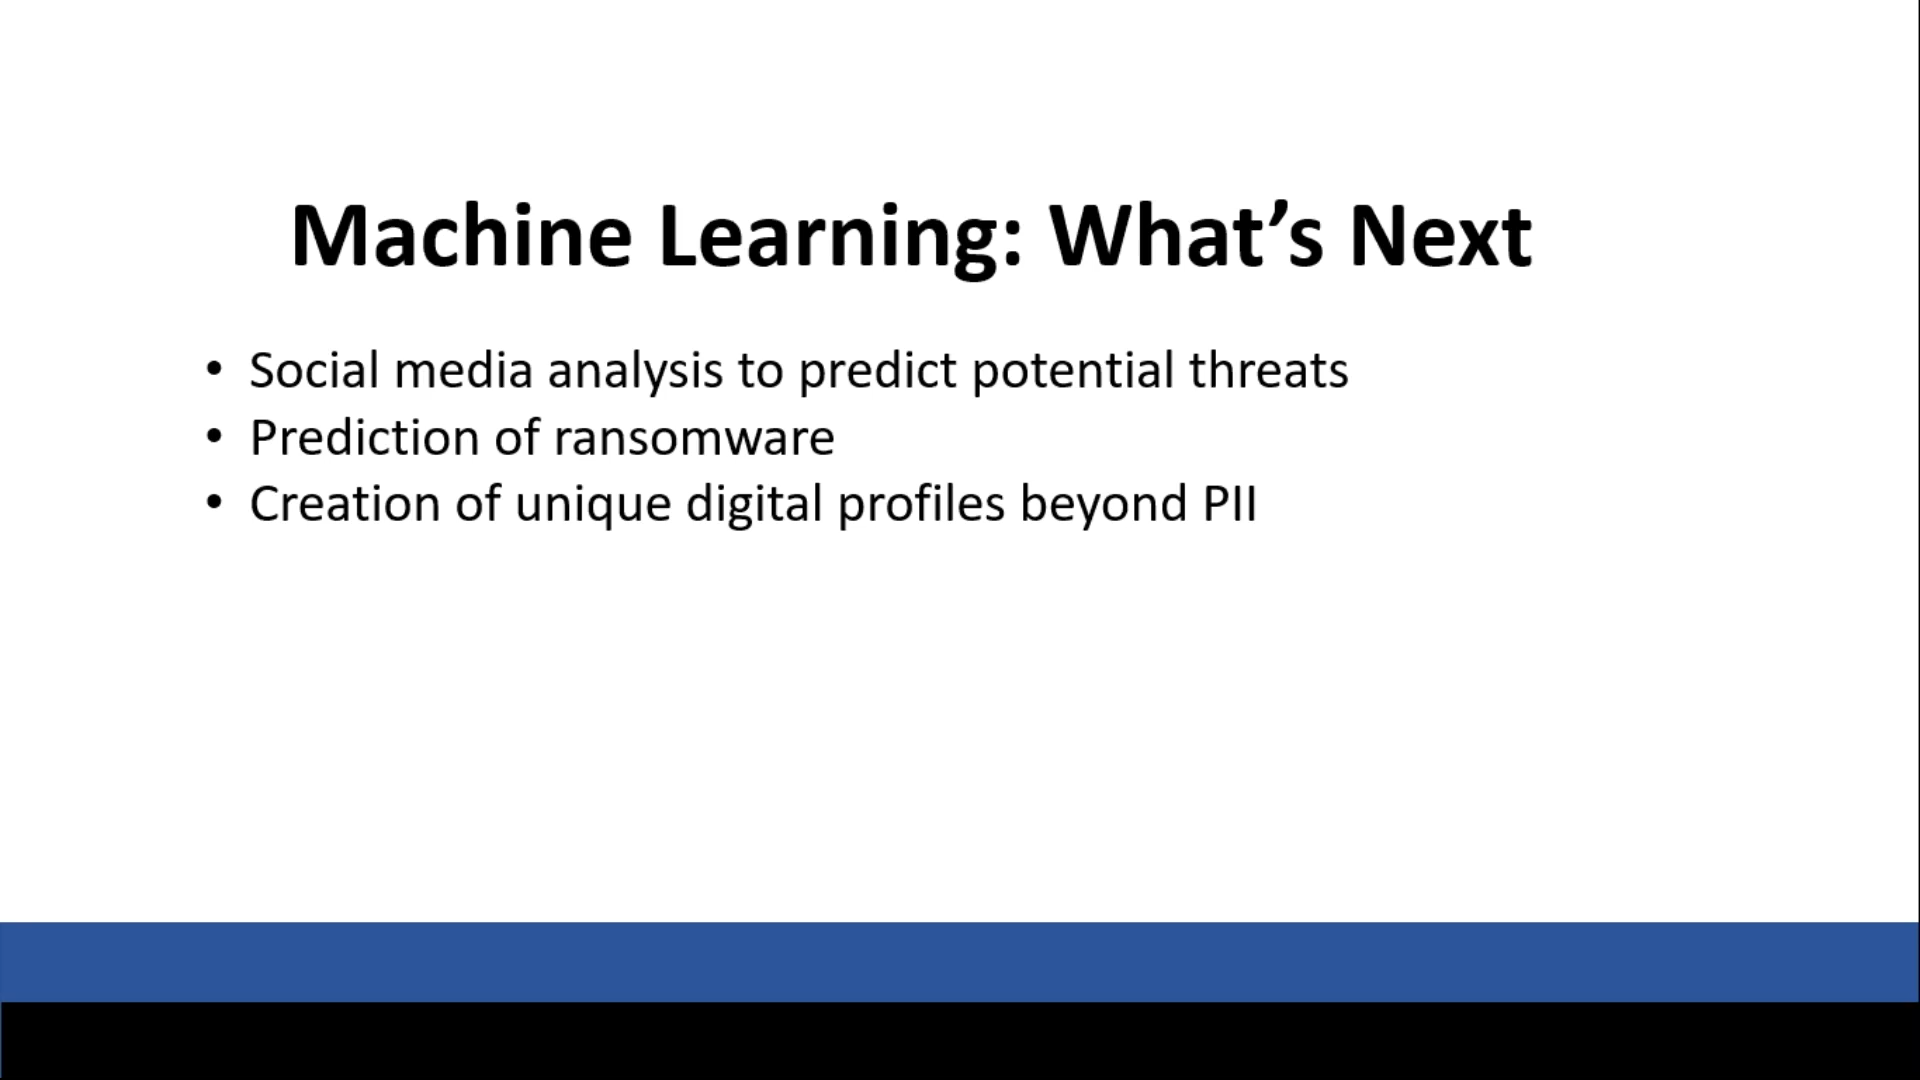 Machine Learning: What’s Next
• Social media analysis to predict potential threats
• Prediction of ransomware
• Creation of unique digital profiles beyond PII